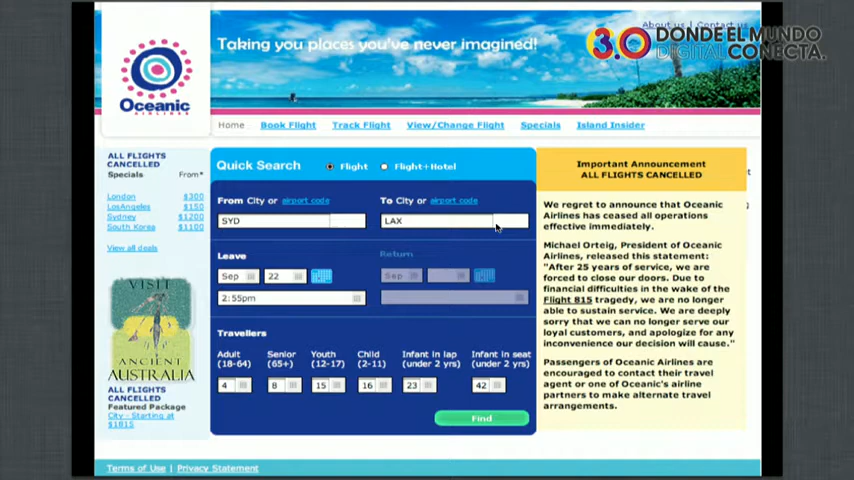 About us | Contact us
3.0 DONDE EL MUNDO
DIGITAL CONECTA.
Taking you places you've never imagined!
Oceanic
AIRLINES
Home Book Flight Track Flight View/Change Flight Specials Island Insider
ALL FLIGHTS
CANCELLED
Specials From*
London $300
LosAngeles $150
Sydney $1200
South Korea $1100
View all deals
VISIT
ANCIENT
AUSTRALIA
ALL FLIGHTS
CANCELLED
Featured Package
City - Starting at
$1815
Quick Search Flight Flight+Hotel
From City or airport code To City or airport code
SYD LAX
Leave Return
Sep 22 Sep
2:55pm
Travellers
Adult Senior Youth Child Infant in lap Infant in seat
(18-64) (65+) (12-17) (2-11) (under 2 yrs) (under 2 yrs)
4 8 15 16 23 42
Find
Important Announcement
ALL FLIGHTS CANCELLED
We regret to announce that Oceanic
Airlines has ceased all operations
effective immediately.
Michael Orteig, President of Oceanic
Airlines, released this statement:
"After 25 years of service, we are
forced to close our doors. Due to
financial difficulties in the wake of the
Flight 815 tragedy, we are no longer
able to sustain service. We are deeply
sorry that we can no longer serve our
loyal customers, and apologize for any
inconvenience our decision will cause."
Passengers of Oceanic Airlines are
encouraged to contact their travel
agent or one of Oceanic's airline
partners to make alternate travel
arrangements.
Terms of Use | Privacy Statement